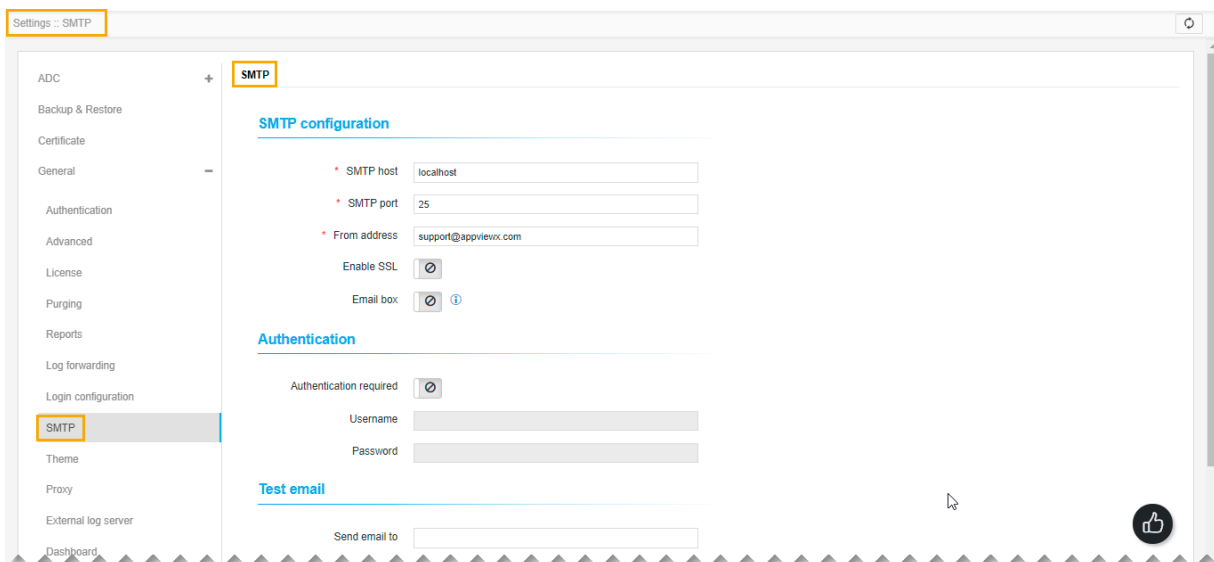 Settings :: SMTP
ADC
Backup & Restore
Certificate
General
Authentication
Advanced
License
Purging
Reports
Log forwarding
Login configuration
SMTP
Theme
Proxy
External log server
Dashboard
SMTP
SMTP configuration
* SMTP host localhost
* SMTP port 25
* From address support@appviewx.com
Enable SSL
Email box
Authentication
Authentication required
Username
Password
Test email
Send email to